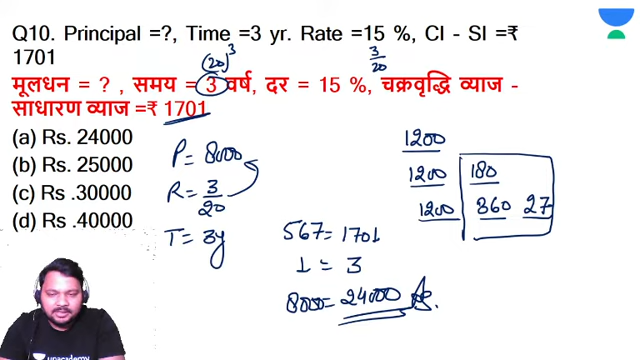 Q10. Principal =?, Time =3 yr. Rate =15 %, CI - SI =₹
1701
(20)³
3/20
मूलधन = ? , समय = 3 वर्ष, दर = 15 %, चक्रवृद्धि व्याज -
साधारण व्याज =₹ 1701
(a) Rs. 24000
(b) Rs. 25000
(c) Rs .30000
(d) Rs .40000
P = 8000
R = 3/20
T = 3y
1200
1200 180
1200 360 27
567 = 1701
1 = 3
8000 = 24000
unacademy